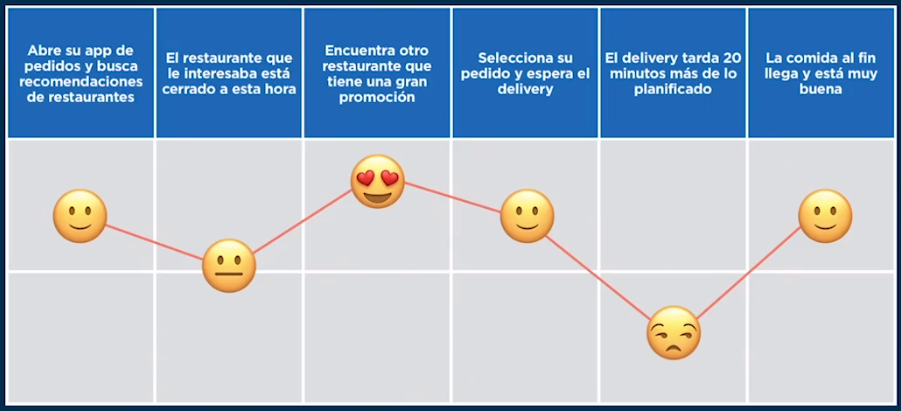 Abre su app de
pedidos y busca
recomendaciones
de restaurantes
El restaurante que
le interesaba está
cerrado a esta hora
Encuentra otro
restaurante que
tiene una gran
promoción
Selecciona su
pedido y espera el
delivery
El delivery tarda 20
minutos más de lo
planificado
La comida al fin
llega y está muy
buena